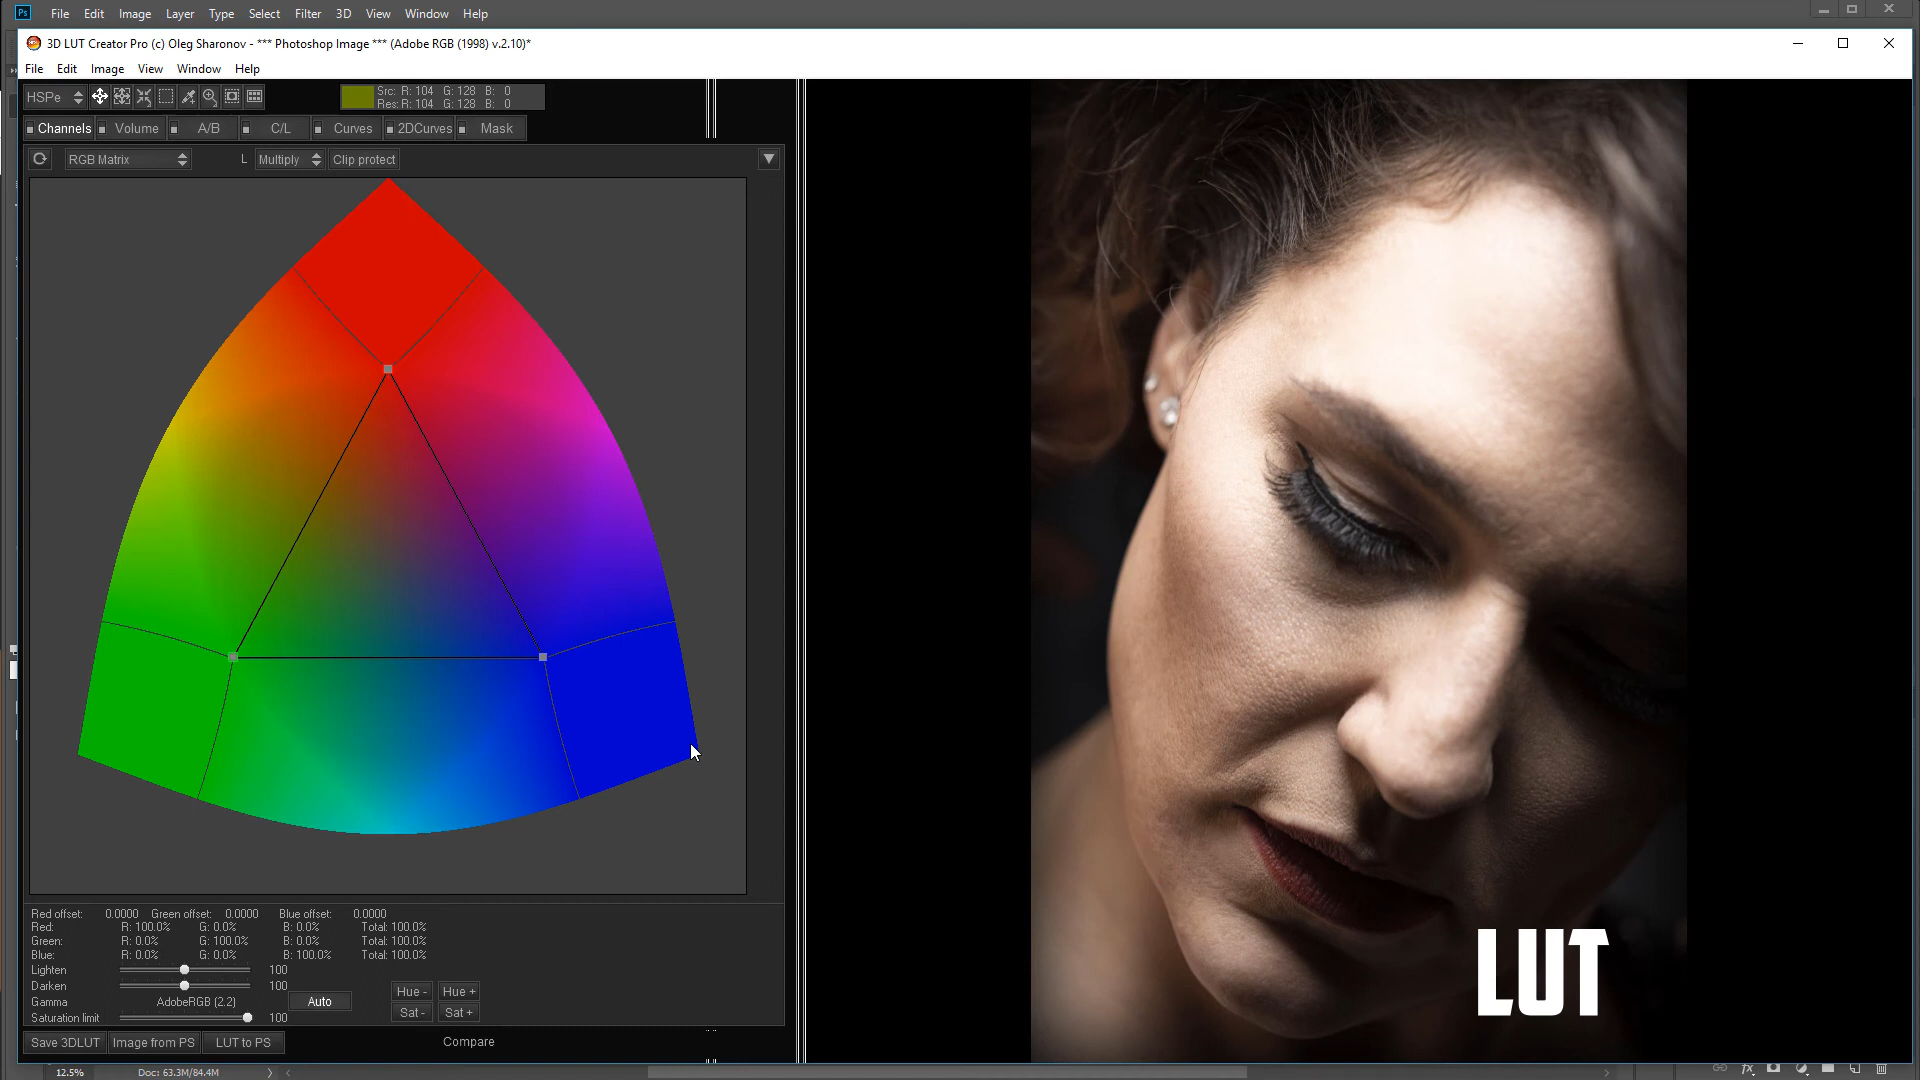 Ps File Edit Image Layer Type Select Filter 3D View Window Help
3D LUT Creator Pro (c) Oleg Sharonov - *** Photoshop Image *** (Adobe RGB (1998) v.2.10)*
File Edit Image View Window Help
HSPe
Src: R: 104 G: 128 B: 0
Res: R: 104 G: 128 B: 0
Channels Volume A/B C/L Curves 2DCurves Mask
RGB Matrix L Multiply Clip protect
Red offset: 0.0000 Green offset: 0.0000 Blue offset: 0.0000
Red: R: 100.0% G: 0.0% B: 0.0% Total: 100.0%
Green: R: 0.0% G: 100.0% B: 0.0% Total: 100.0%
Blue: R: 0.0% G: 0.0% B: 100.0% Total: 100.0%
Lighten 100
Darken 100
Gamma AdobeRGB (2.2) Auto
Saturation limit 100
Hue - Hue +
Sat - Sat +
Save 3DLUT Image from PS LUT to PS Compare
LUT
12.5% Doc: 63.3M/84.4M
fx